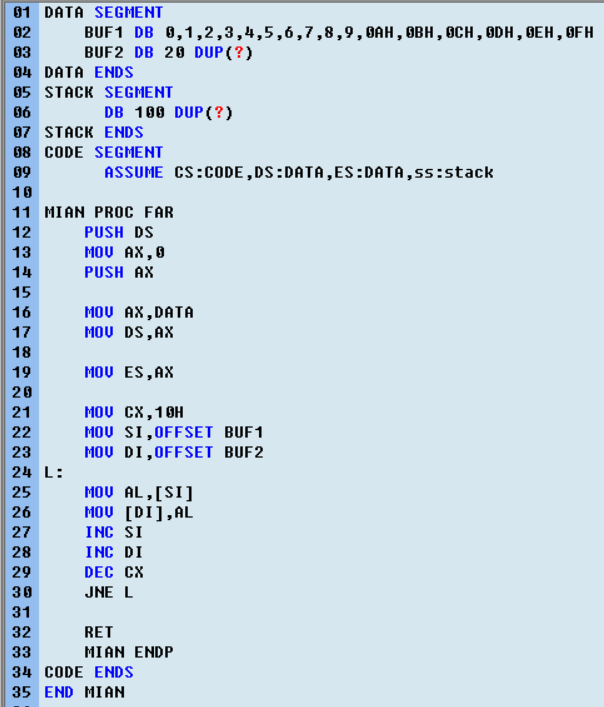 01 DATA SEGMENT
02 BUF1 DB 0,1,2,3,4,5,6,7,8,9,0AH,0BH,0CH,0DH,0EH,0FH
03 BUF2 DB 20 DUP(?)
04 DATA ENDS
05 STACK SEGMENT
06 DB 100 DUP(?)
07 STACK ENDS
08 CODE SEGMENT
09 ASSUME CS:CODE,DS:DATA,ES:DATA,ss:stack
10
11 MIAN PROC FAR
12 PUSH DS
13 MOV AX,0
14 PUSH AX
15
16 MOV AX,DATA
17 MOV DS,AX
18
19 MOV ES,AX
20
21 MOV CX,10H
22 MOV SI,OFFSET BUF1
23 MOV DI,OFFSET BUF2
24 L:
25 MOV AL,[SI]
26 MOV [DI],AL
27 INC SI
28 INC DI
29 DEC CX
30 JNE L
31
32 RET
33 MIAN ENDP
34 CODE ENDS
35 END MIAN